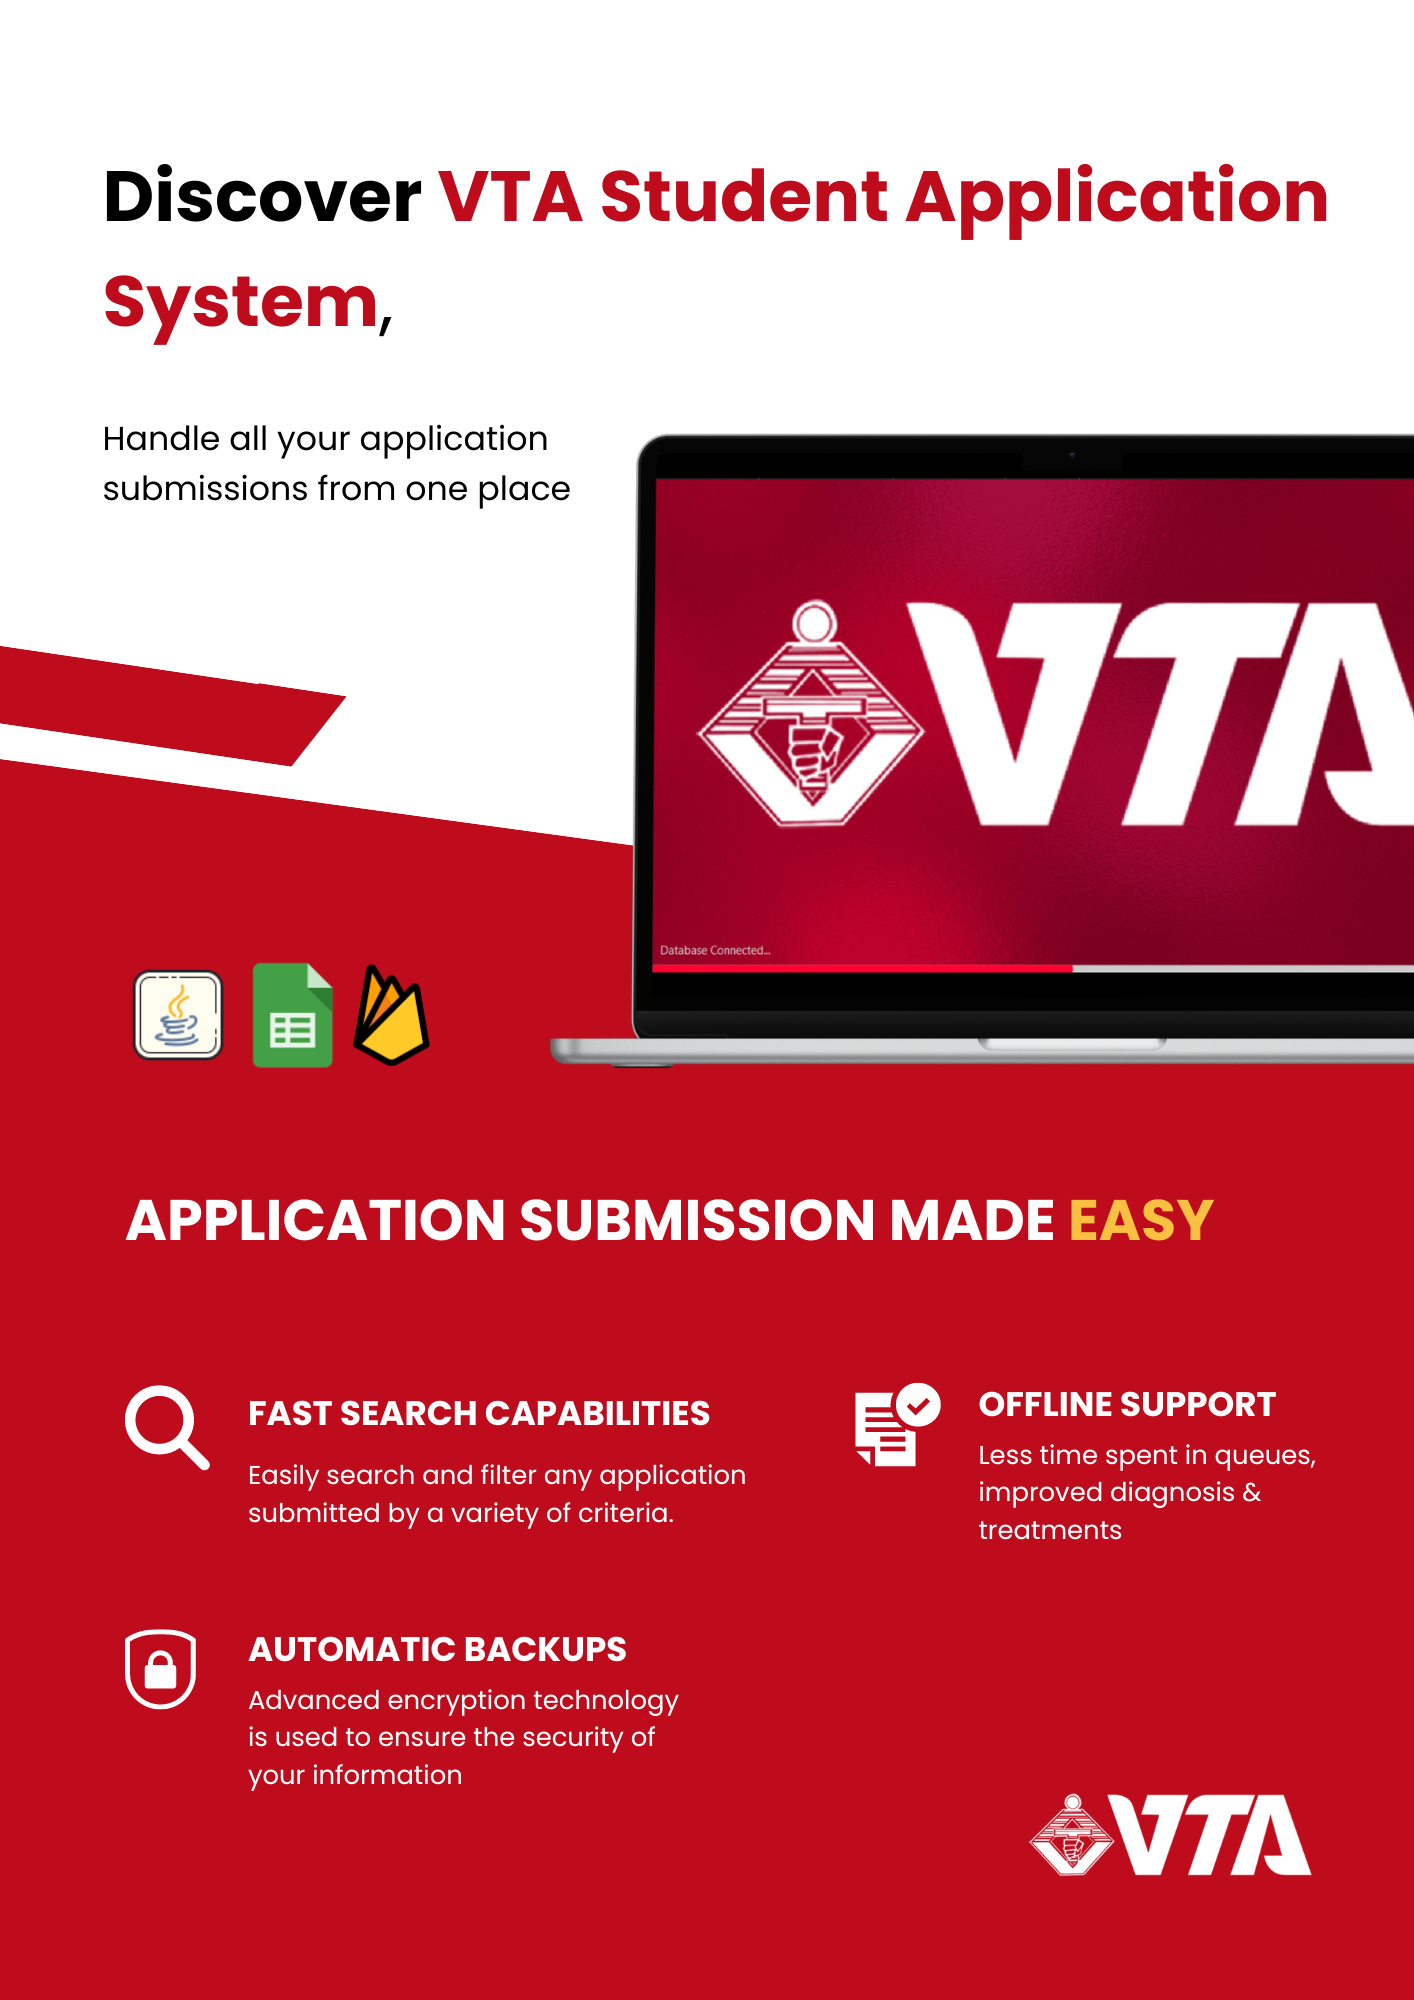 Discover VTA Student Application
System,
Handle all your application
submissions from one place
VTA
Database Connected...
APPLICATION SUBMISSION MADE EASY
FAST SEARCH CAPABILITIES
Easily search and filter any application
submitted by a variety of criteria.
OFFLINE SUPPORT
Less time spent in queues,
improved diagnosis &
treatments
AUTOMATIC BACKUPS
Advanced encryption technology
is used to ensure the security of
your information
VTA